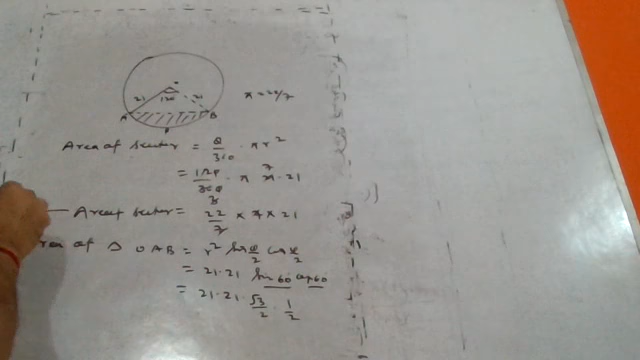 O
21 120 21
A B
P
π = 22/7
Area of Sector = θ/360 · πr²
= 120/360 × 7 21 · 21
3
Area Sector = 22/7 × 7 × 21
Area of Δ OAB = r² Sin θ/2 Cos θ/2
= 21 · 21 Sin 60 Cos 60
= 21 · 21 · √3/2 · 1/2